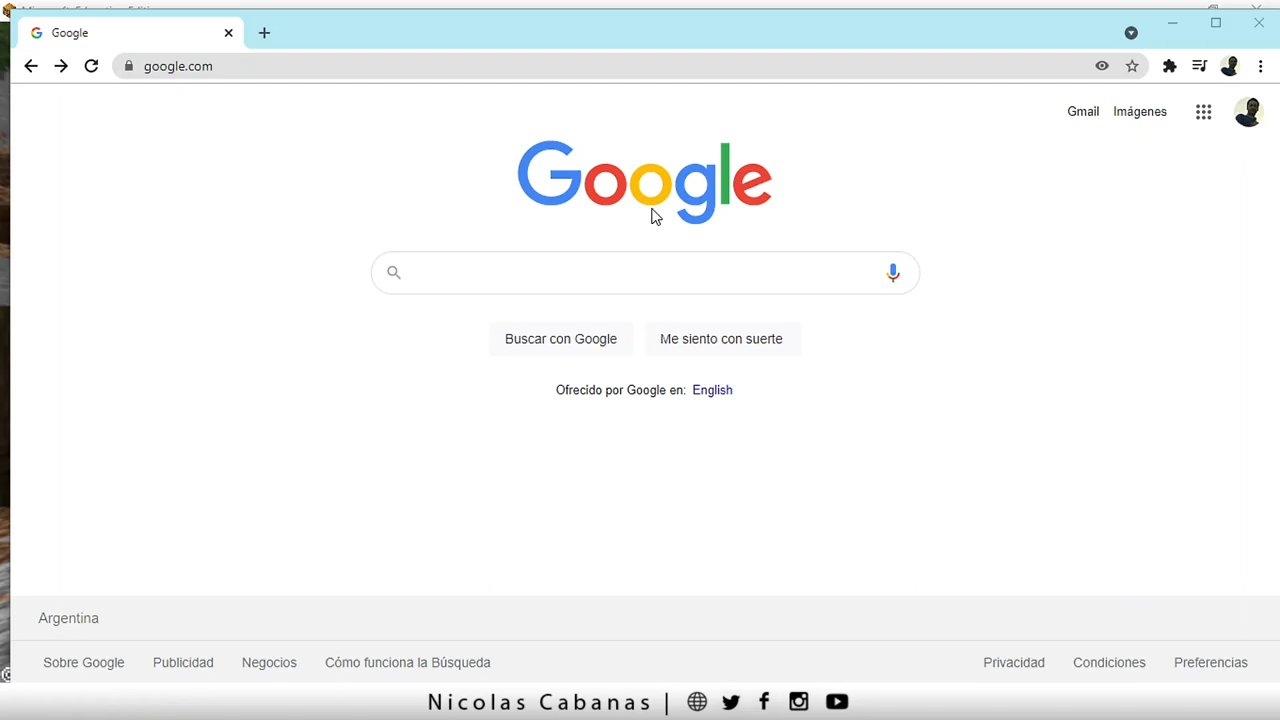 Google
google.com
Gmail Imágenes
Google
Buscar con Google Me siento con suerte
Ofrecido por Google en: English
Argentina
Sobre Google Publicidad Negocios Cómo funciona la Búsqueda Privacidad Condiciones Preferencias
Nicolas Cabanas |